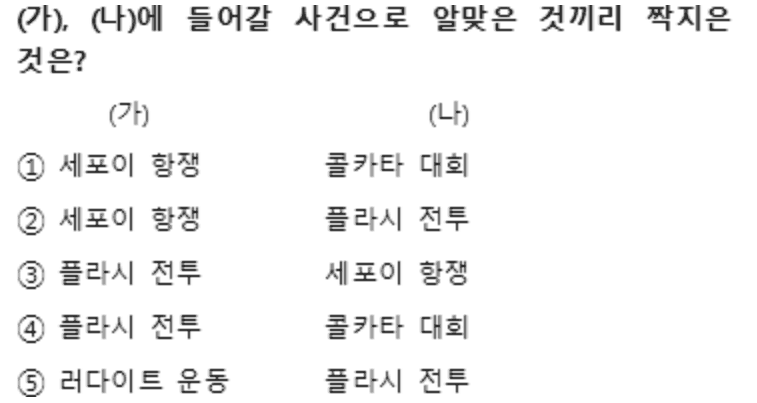 (가), (나)에 들어갈 사건으로 알맞은 것끼리 짝지은
것은?
(가) (나)
① 세포이 항쟁 콜카타 대회
② 세포이 항쟁 플라시 전투
③ 플라시 전투 세포이 항쟁
④ 플라시 전투 콜카타 대회
⑤ 러다이트 운동 플라시 전투